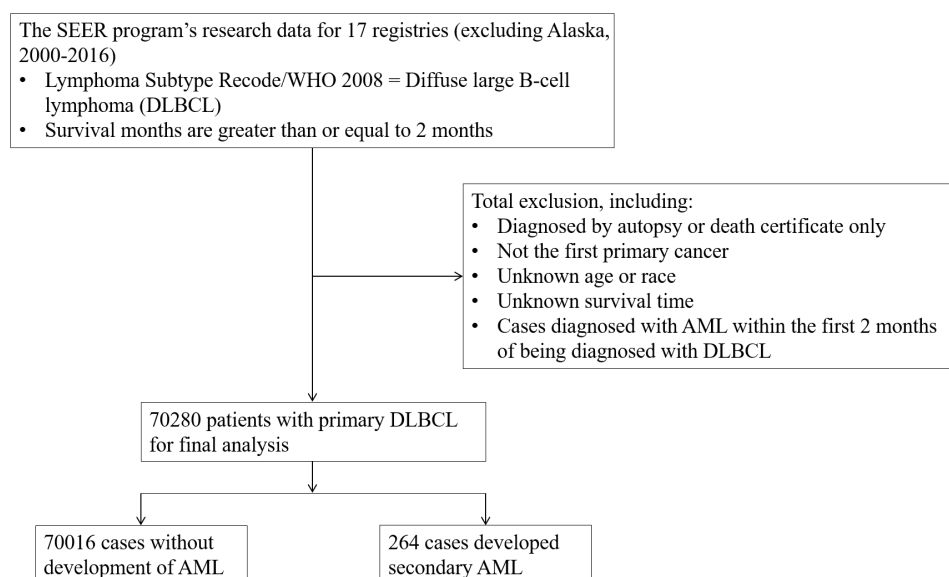 The SEER program's research data for 17 registries (excluding Alaska,
2000-2016)
• Lymphoma Subtype Recode/WHO 2008 = Diffuse large B-cell
lymphoma (DLBCL)
• Survival months are greater than or equal to 2 months
Total exclusion, including:
• Diagnosed by autopsy or death certificate only
• Not the first primary cancer
• Unknown age or race
• Unknown survival time
• Cases diagnosed with AML within the first 2 months
of being diagnosed with DLBCL
70280 patients with primary DLBCL
for final analysis
70016 cases without
development of AML
264 cases developed
secondary AML